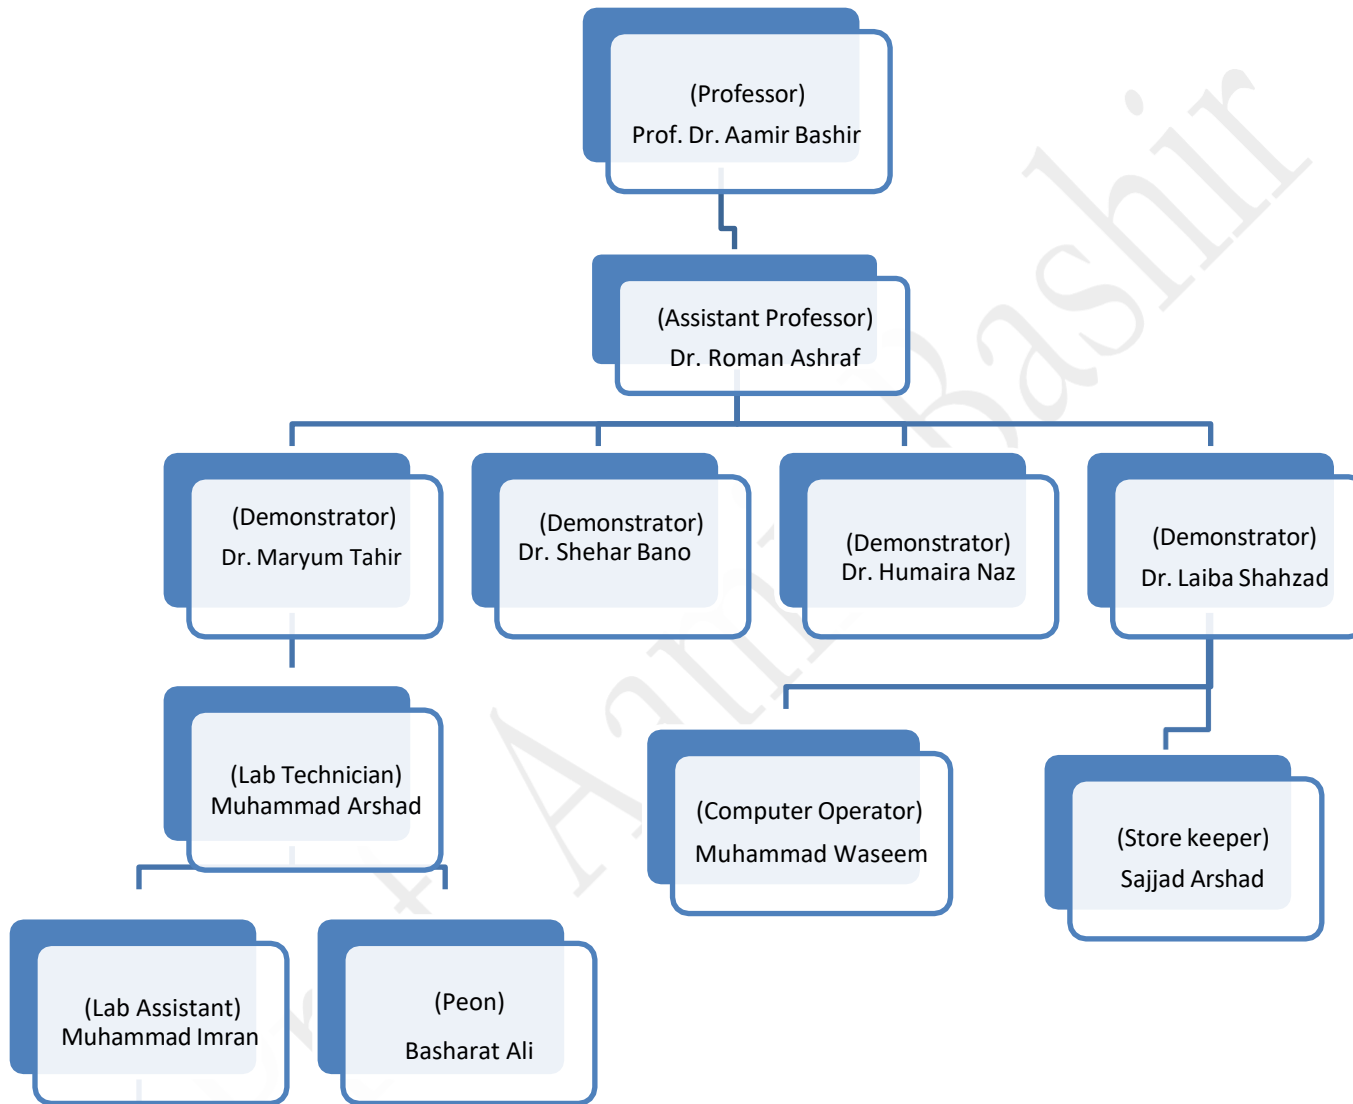 (Professor)
Prof. Dr. Aamir Bashir
(Assistant Professor)
Dr. Roman Ashraf
(Demonstrator)
Dr. Maryum Tahir
(Demonstrator)
Dr. Shehar Bano
(Demonstrator)
Dr. Humaira Naz
(Demonstrator)
Dr. Laiba Shahzad
(Lab Technician)
Muhammad Arshad
(Computer Operator)
Muhammad Waseem
(Store keeper)
Sajjad Arshad
(Lab Assistant)
Muhammad Imran
(Peon)
Basharat Ali
Aamir Bashir